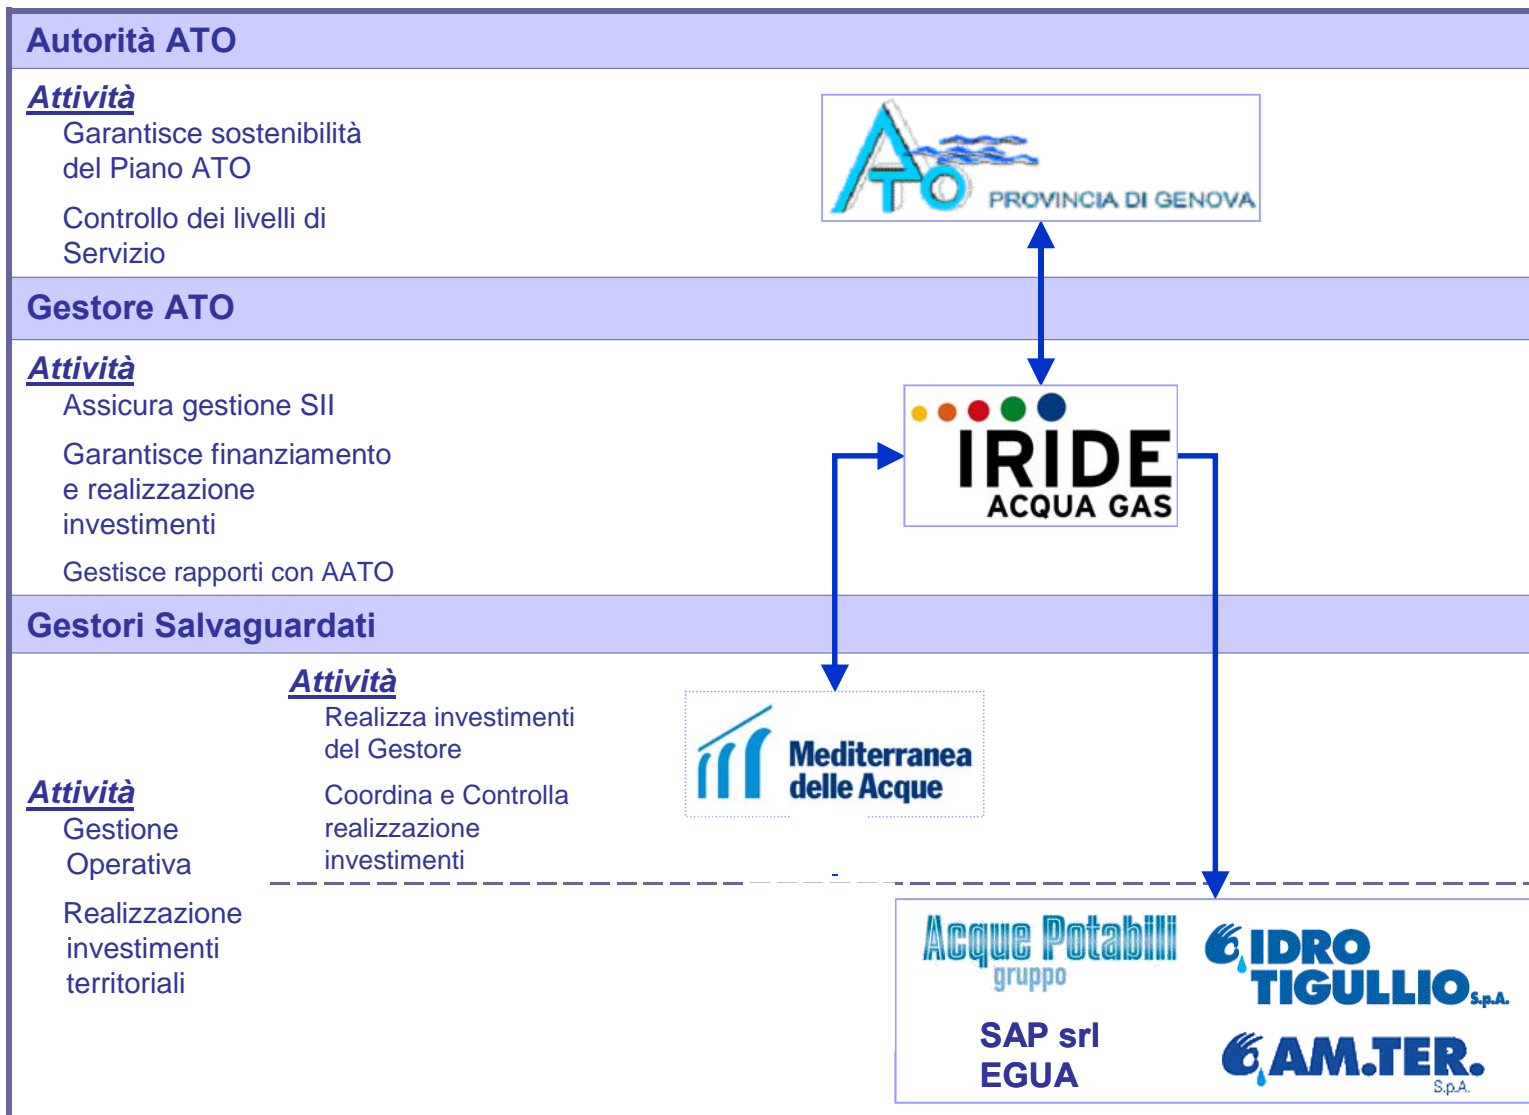 Autorità ATO
Attività
Garantisce sostenibilità
del Piano ATO
Controllo dei livelli di
Servizio
ATO
PROVINCIA DI GENOVA
Gestore ATO
Attività
Assicura gestione SII
Garantisce finanziamento
e realizzazione
investimenti
Gestisce rapporti con AATO
IRIDE
ACQUA GAS
Gestori Salvaguardati
Attività
Realizza investimenti
del Gestore
Coordina e Controlla
realizzazione
investimenti
Mediterranea
delle Acque
Attività
Gestione
Operativa
Realizzazione
investimenti
territoriali
Acque Potabili
gruppo
IDRO
TIGULLIO S.p.A.
SAP srl
EGUA
AM.TER.
S.p.A.